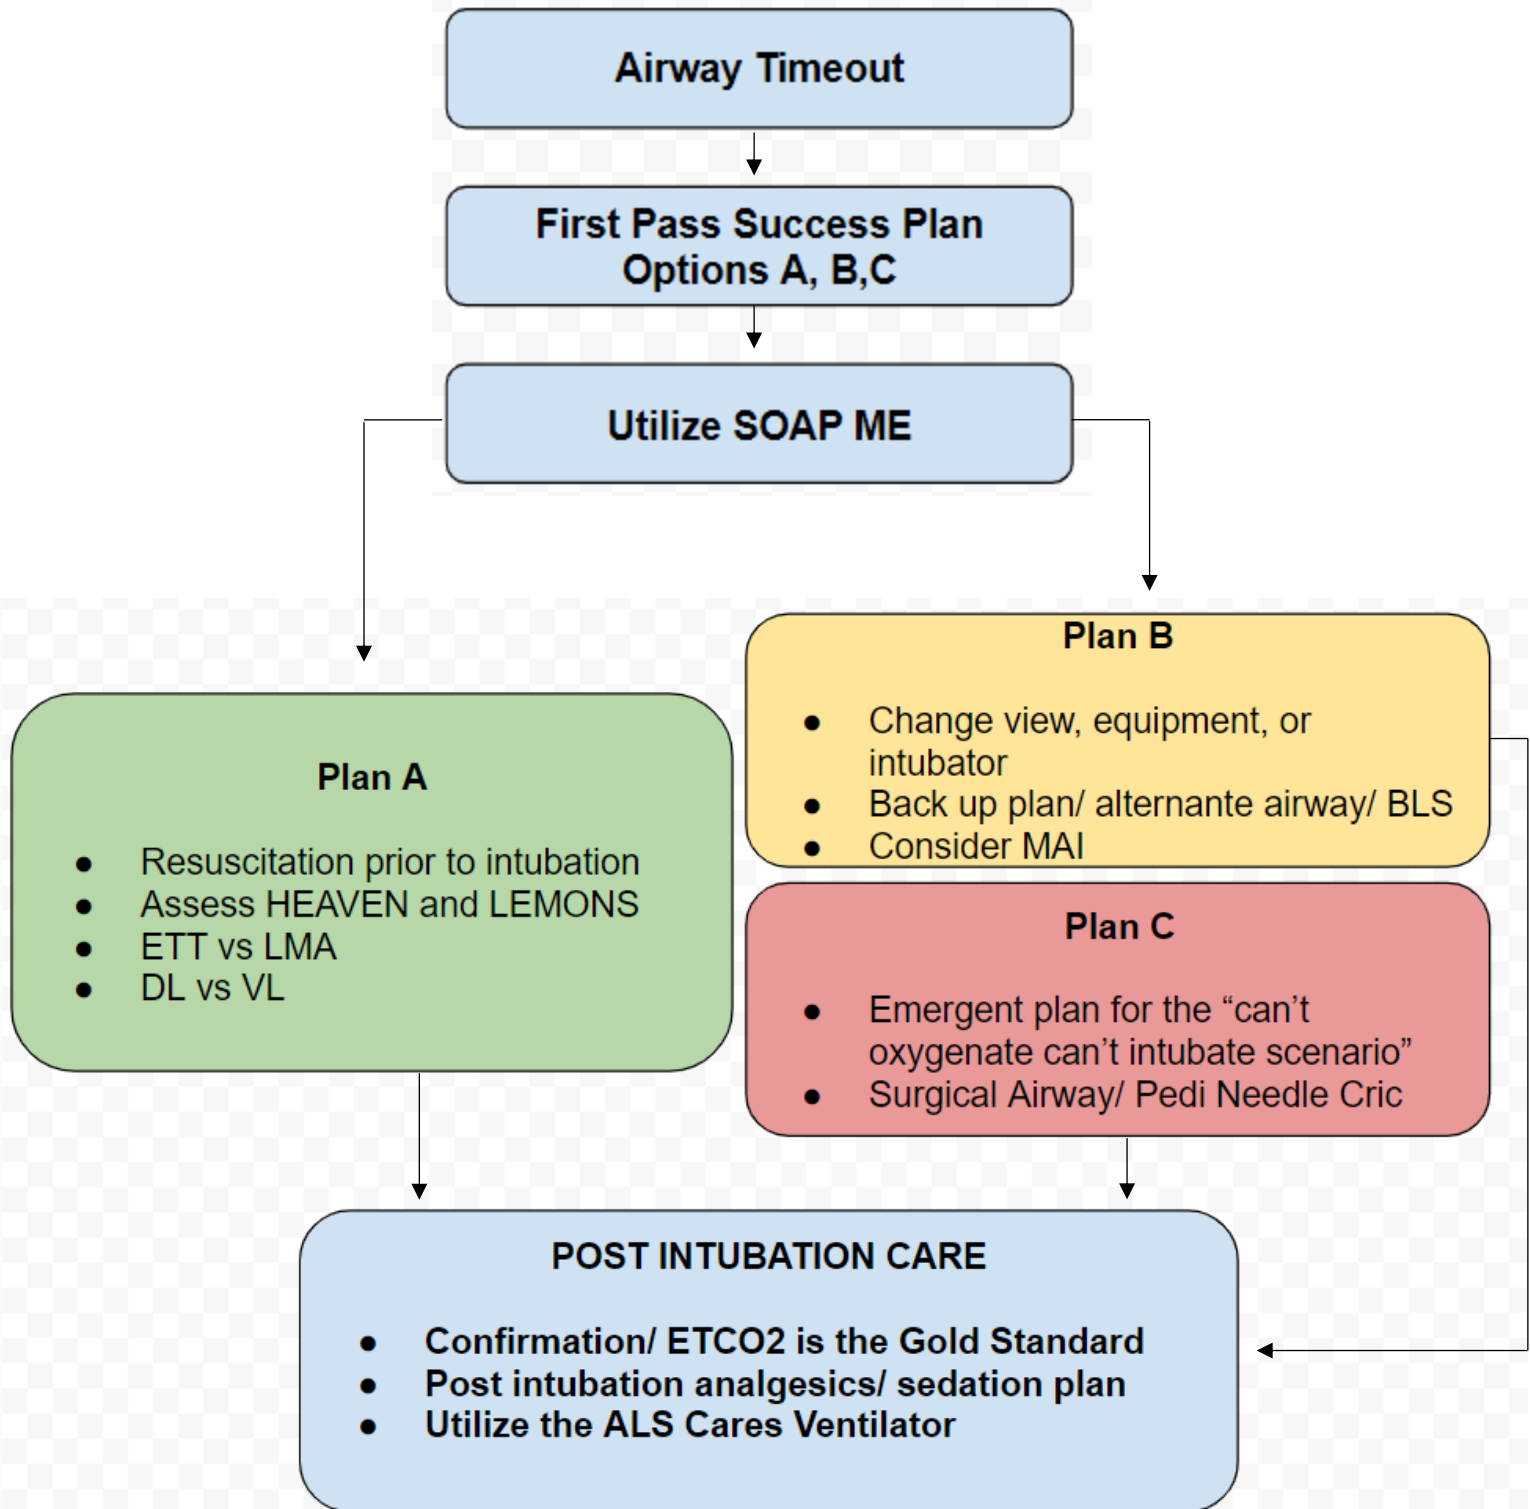 Airway Timeout
First Pass Success Plan
Options A, B,C
Utilize SOAP ME
Plan A
● Resuscitation prior to intubation
● Assess HEAVEN and LEMONS
● ETT vs LMA
● DL vs VL
Plan B
● Change view, equipment, or
intubator
● Back up plan/ alternante airway/ BLS
● Consider MAI
Plan C
● Emergent plan for the “can’t
oxygenate can’t intubate scenario”
● Surgical Airway/ Pedi Needle Cric
POST INTUBATION CARE
● Confirmation/ ETCO2 is the Gold Standard
● Post intubation analgesics/ sedation plan
● Utilize the ALS Cares Ventilator